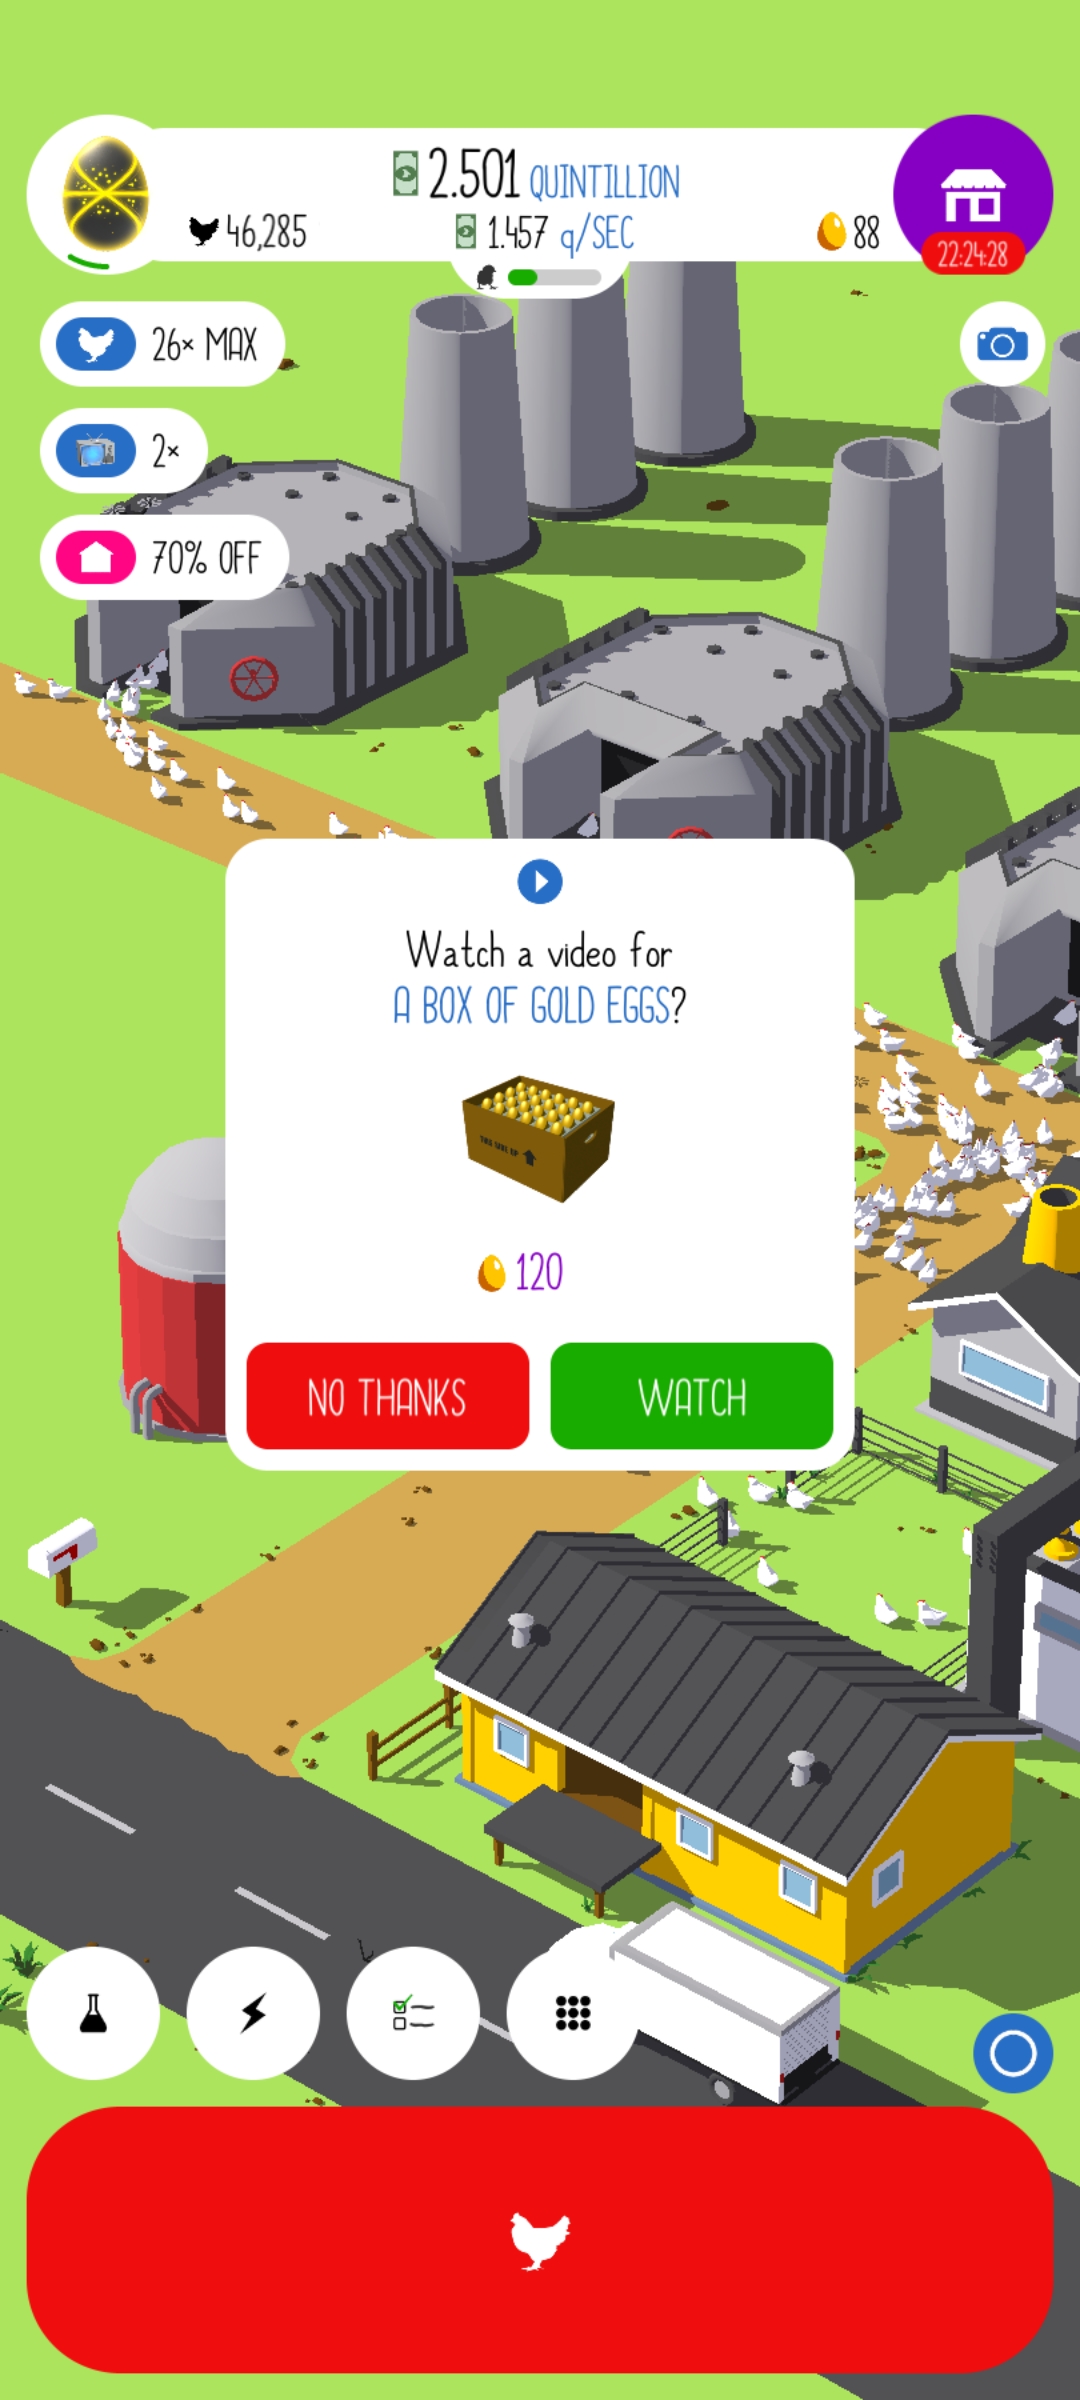 2.501 QUINTILLION
46,285
1.457 q/SEC
88
22:24:28
26× MAX
2×
70% OFF
Watch a video for
A BOX OF GOLD EGGS?
THIS SIDE UP
120
NO THANKS
WATCH